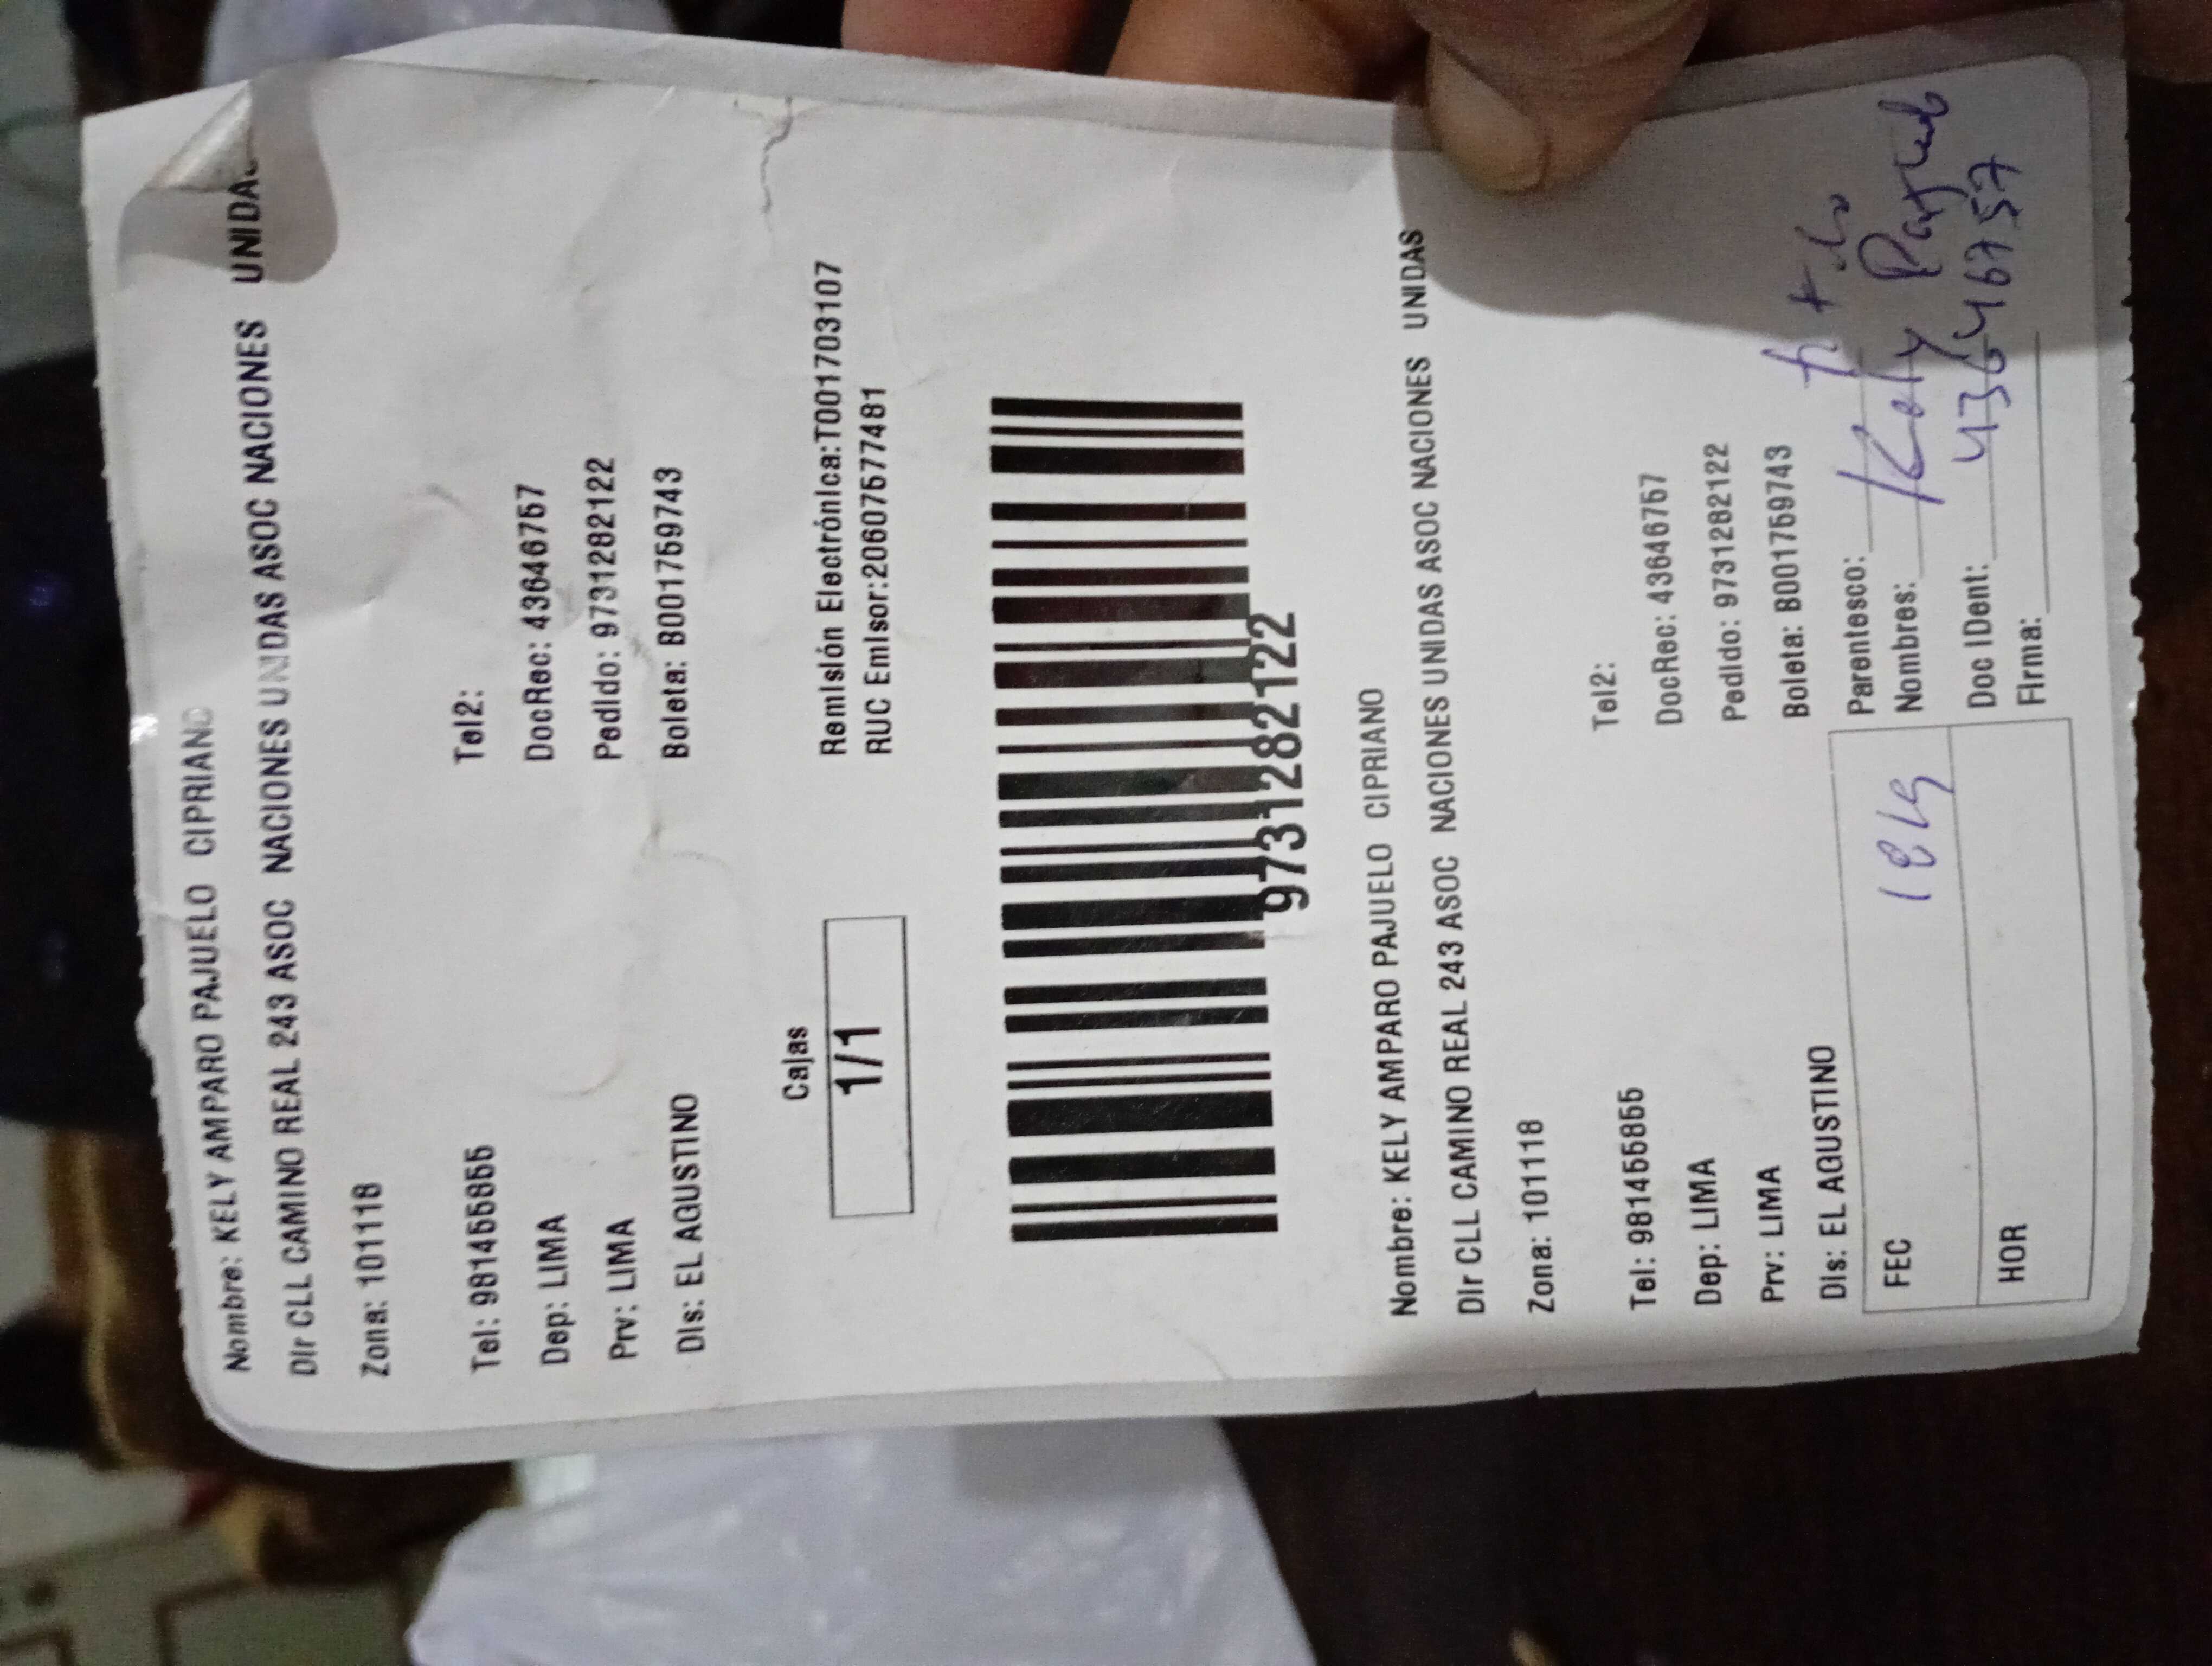 Nombre: KELY AMPARO PAJUELO CIPRIANO
Dir CLL CAMINO REAL 243 ASOC NACIONES UNIDAS ASOC NACIONES UNIDAS
Zona: 101118
Tel: 981455855 Tel2:
Dep: LIMA DocRec: 43646757
Prv: LIMA Pedido: 9731282122
Dis: EL AGUSTINO Boleta: B001759743
Cajas
1/1
Remisión Electrónica:T001703107
RUC Emisor:20607577481
9731282122
Nombre: KELY AMPARO PAJUELO CIPRIANO
Dir CLL CAMINO REAL 243 ASOC NACIONES UNIDAS ASOC NACIONES UNIDAS
Zona: 101118
Tel: 981455855 Tel2:
Dep: LIMA DocRec: 43646757
Prv: LIMA Pedido: 9731282122
Dis: EL AGUSTINO Boleta: B001759743
FEC
HOR
Parentesco:
Nombres: Kely Pajuelo
Doc IDent: 43646757
Firma: